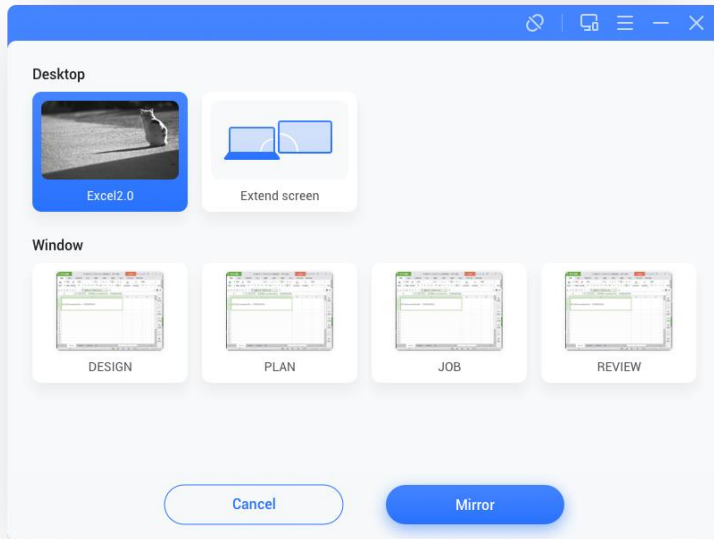 Desktop
Excel2.0
Extend screen
Window
DESIGN
PLAN
JOB
REVIEW
Cancel
Mirror